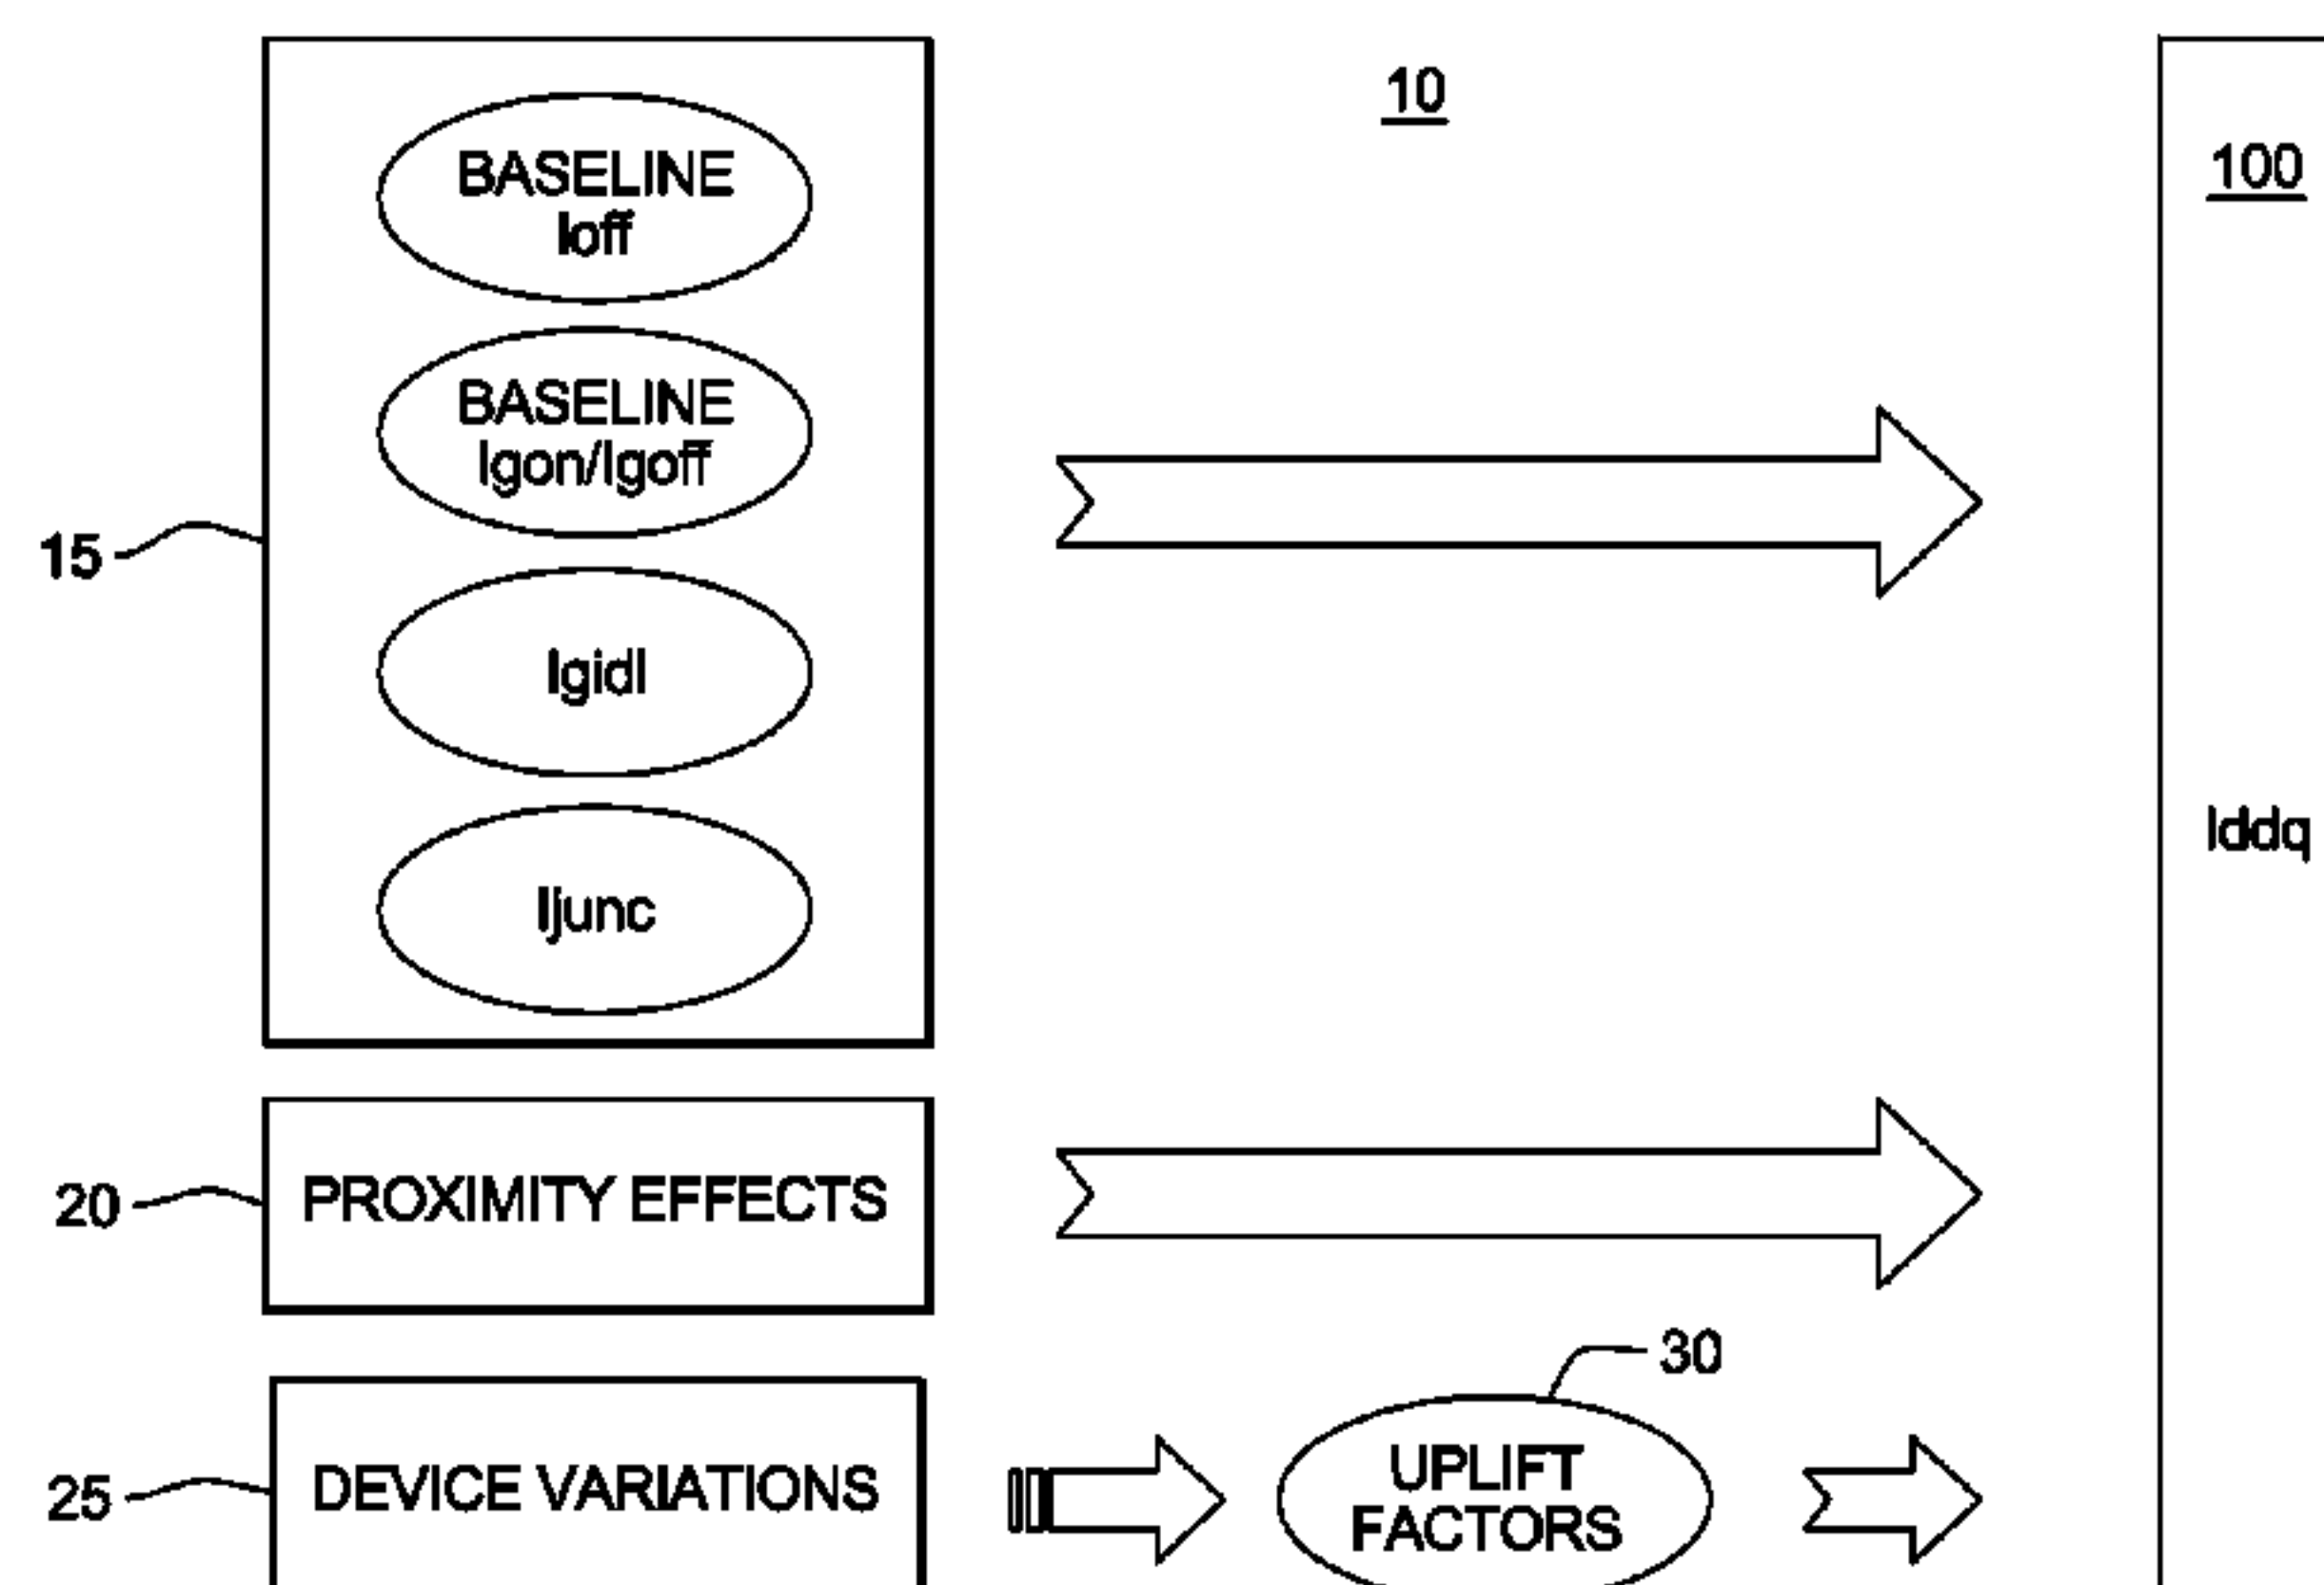 10
100
BASELINE
Ioff
BASELINE
Igon/Igoff
15
Igidl
Ijunc
Iddq
20
PROXIMITY EFFECTS
30
25
DEVICE VARIATIONS
UPLIFT
FACTORS